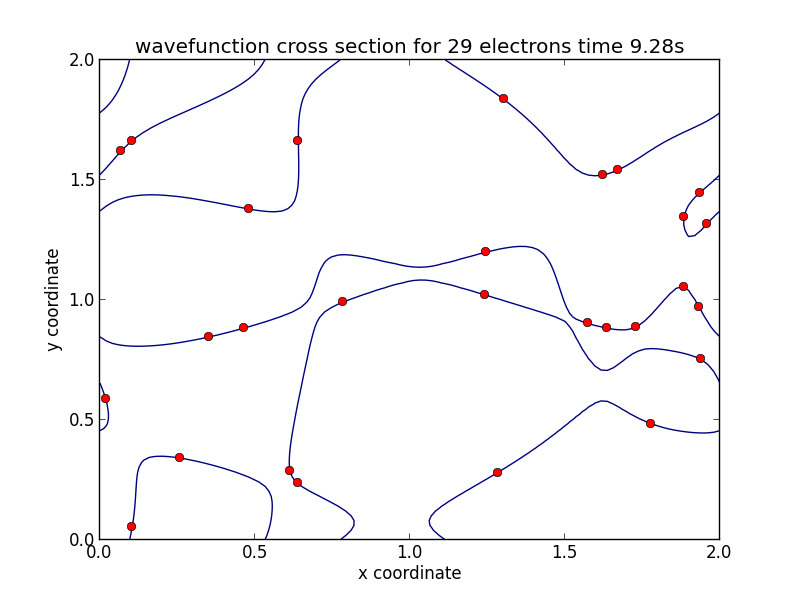 wavefunction cross section for 29 electrons time 9.28s
2.0
1.5
1.0
0.5
0.0
y coordinate
0.0 0.5 1.0 1.5 2.0
x coordinate